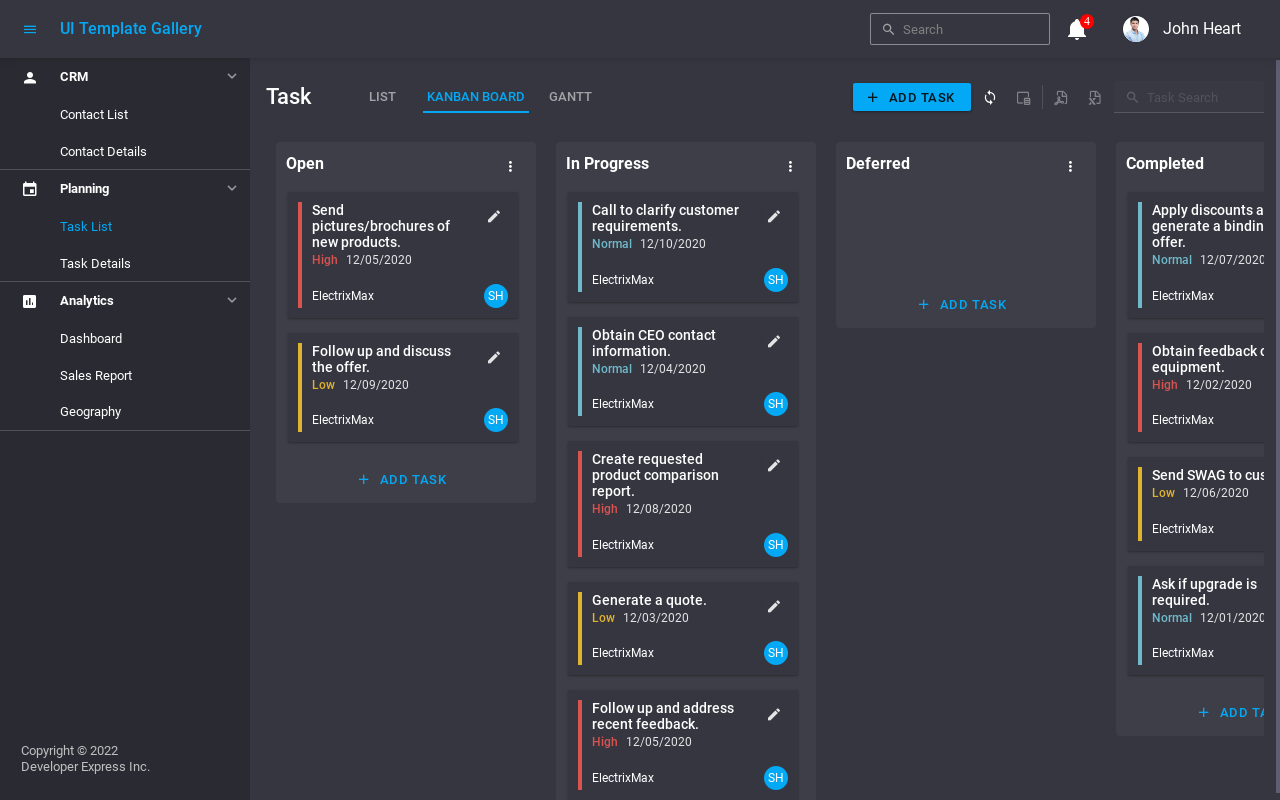 UI Template Gallery
Search
4
John Heart
CRM
Contact List
Contact Details
Planning
Task List
Task Details
Analytics
Dashboard
Sales Report
Geography
Copyright © 2022
Developer Express Inc.
Task
LIST
KANBAN BOARD
GANTT
ADD TASK
Task Search
Open
Send
pictures/brochures of
new products.
High 12/05/2020
ElectrixMax
SH
Follow up and discuss
the offer.
Low 12/09/2020
ElectrixMax
SH
ADD TASK
In Progress
Call to clarify customer
requirements.
Normal 12/10/2020
ElectrixMax
SH
Obtain CEO contact
information.
Normal 12/04/2020
ElectrixMax
SH
Create requested
product comparison
report.
High 12/08/2020
ElectrixMax
SH
Generate a quote.
Low 12/03/2020
ElectrixMax
SH
Follow up and address
recent feedback.
High 12/05/2020
ElectrixMax
SH
Deferred
ADD TASK
Completed
Apply discounts a
generate a bindin
offer.
Normal 12/07/2020
ElectrixMax
Obtain feedback o
equipment.
High 12/02/2020
ElectrixMax
Send SWAG to cus
Low 12/06/2020
ElectrixMax
Ask if upgrade is
required.
Normal 12/01/2020
ElectrixMax
ADD TA